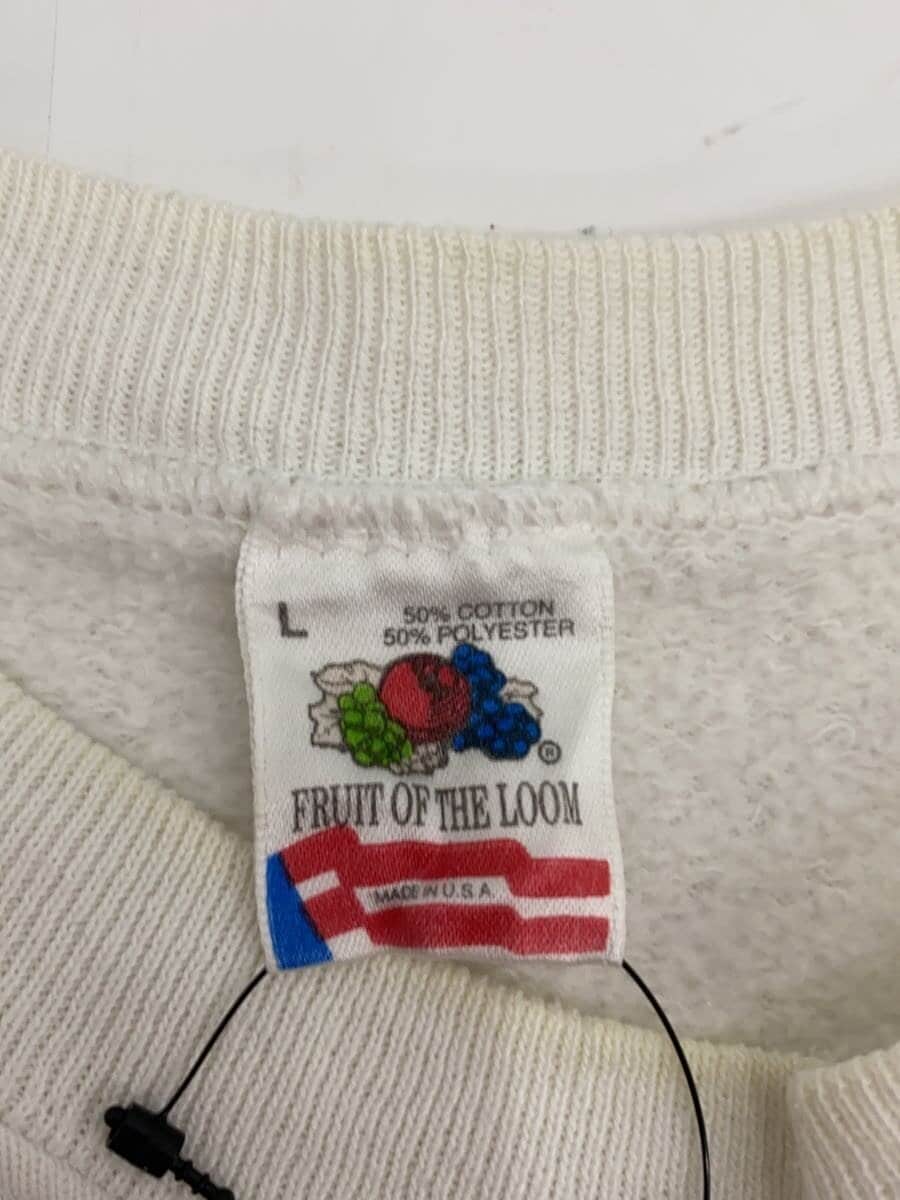 L
50% COTTON
50% POLYESTER
®
FRUIT OF THE LOOM
MADE IN U.S.A.